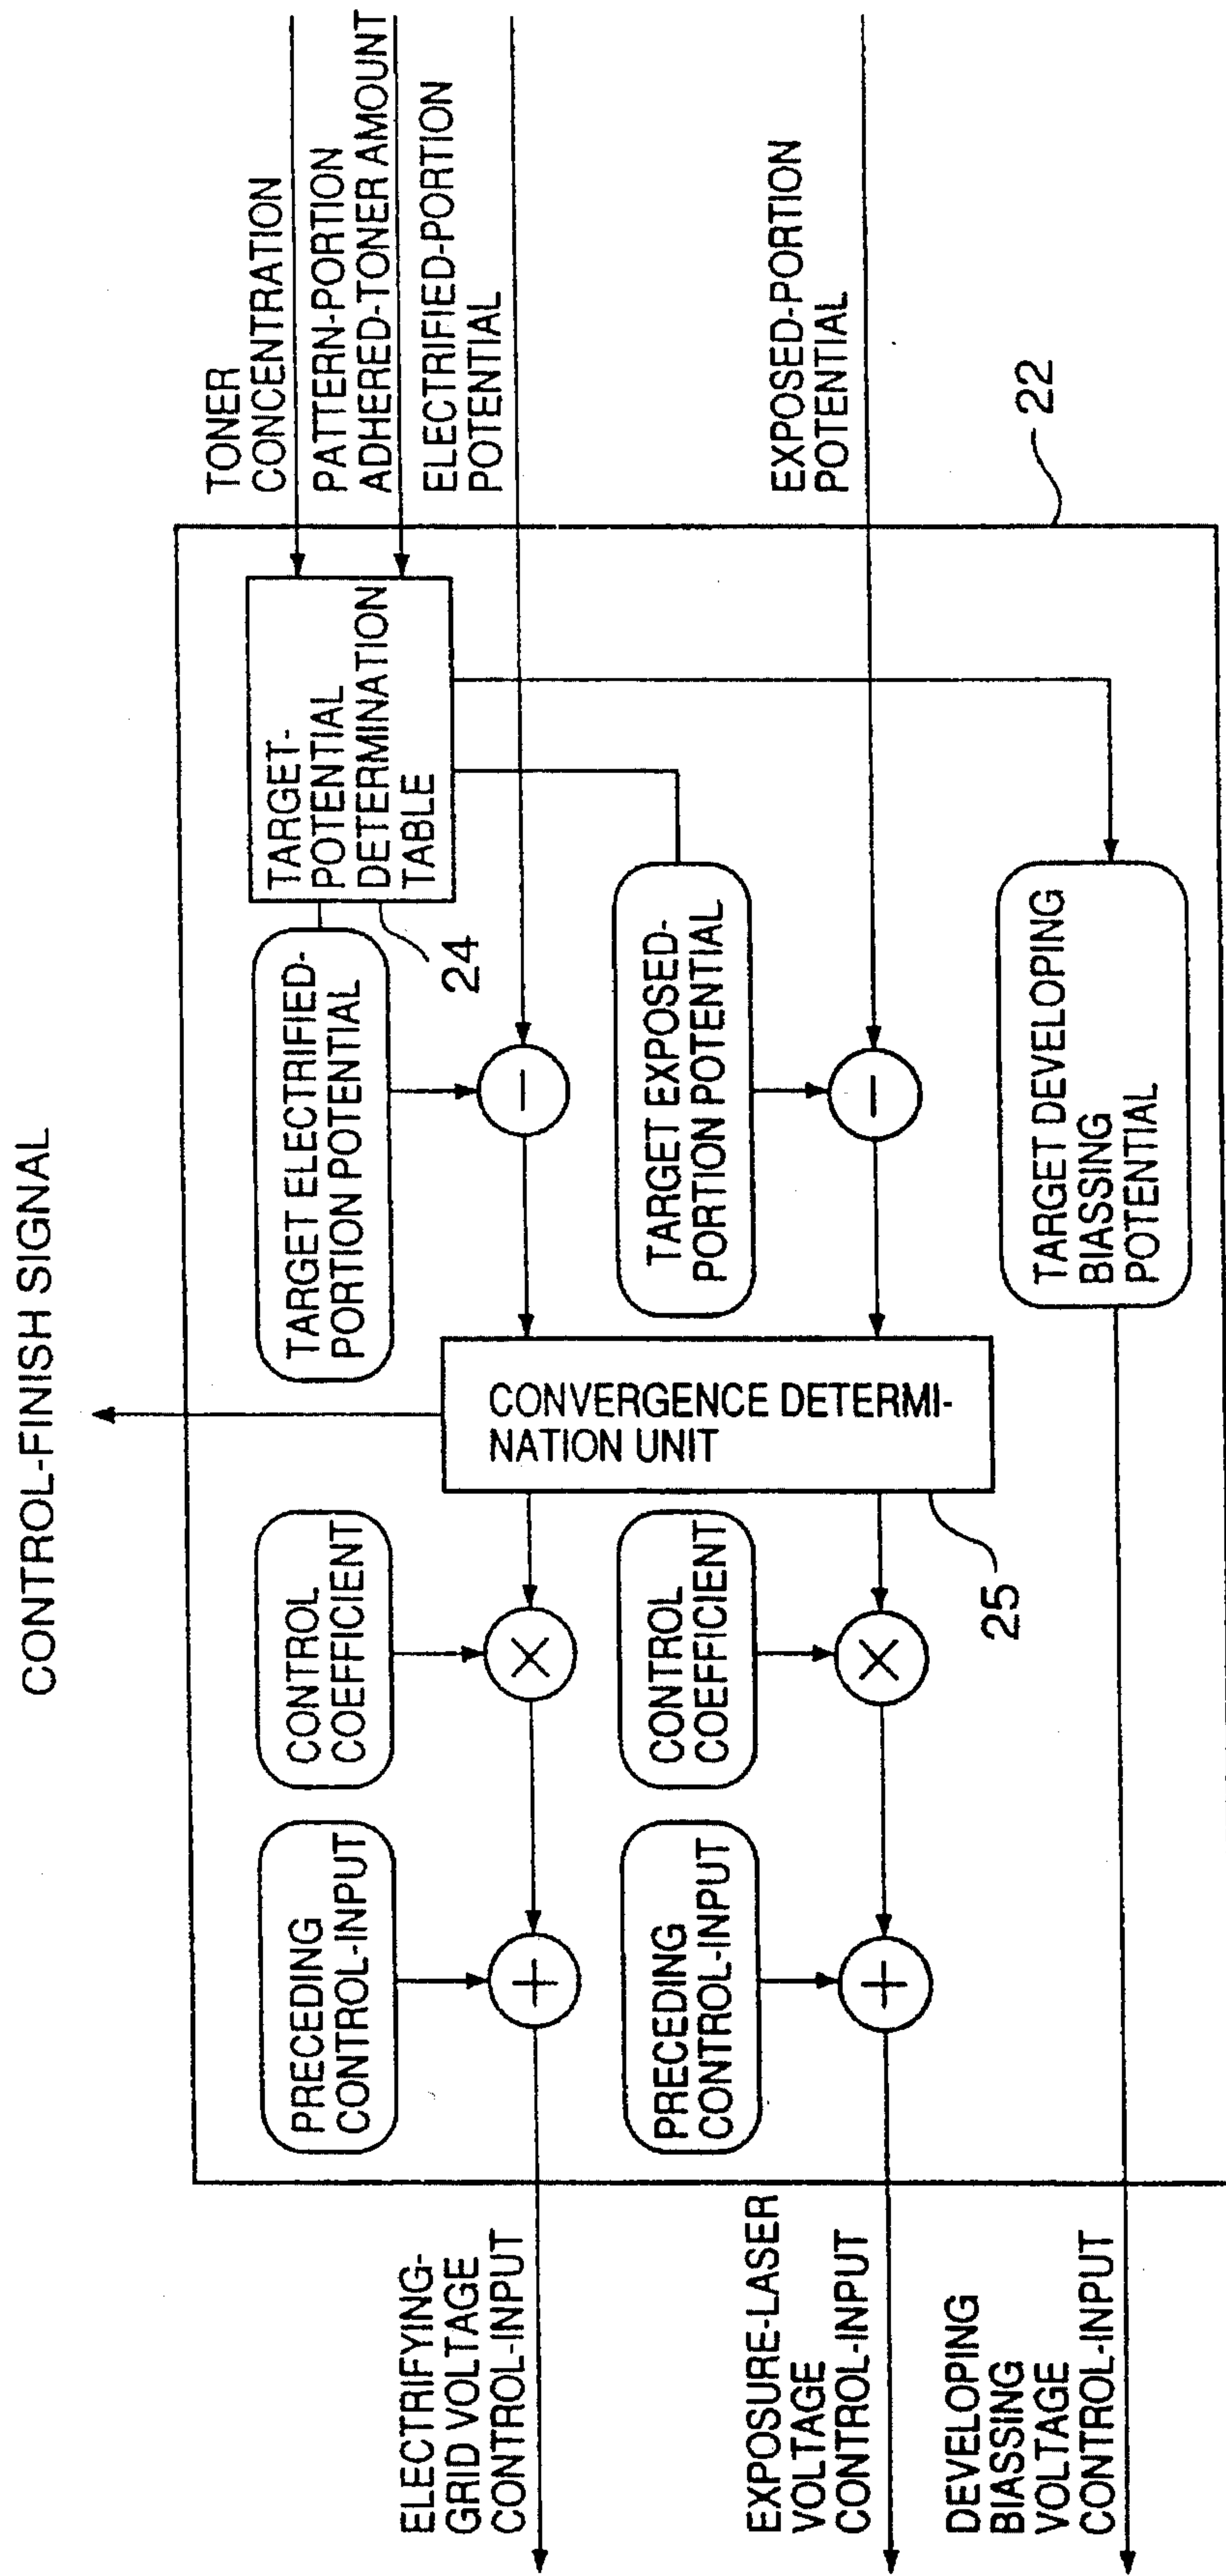 CONTROL-FINISH SIGNAL
TONER
CONCENTRATION
PATTERN-PORTION
ADHERED-TONER AMOUNT
ELECTRIFIED-PORTION
POTENTIAL
EXPOSED-PORTION
POTENTIAL
22
TARGET-
POTENTIAL
DETERMINATION
TABLE
24
TARGET ELECTRIFIED-
PORTION POTENTIAL
−
TARGET EXPOSED-
PORTION POTENTIAL
−
TARGET DEVELOPING
BIASSING
POTENTIAL
CONVERGENCE DETERMI-
NATION UNIT
25
CONTROL
COEFFICIENT
×
CONTROL
COEFFICIENT
×
PRECEDING
CONTROL-INPUT
+
PRECEDING
CONTROL-INPUT
+
ELECTRIFYING-
GRID VOLTAGE
CONTROL-INPUT
EXPOSURE-LASER
VOLTAGE
CONTROL-INPUT
DEVELOPING
BIASSING
VOLTAGE
CONTROL-INPUT